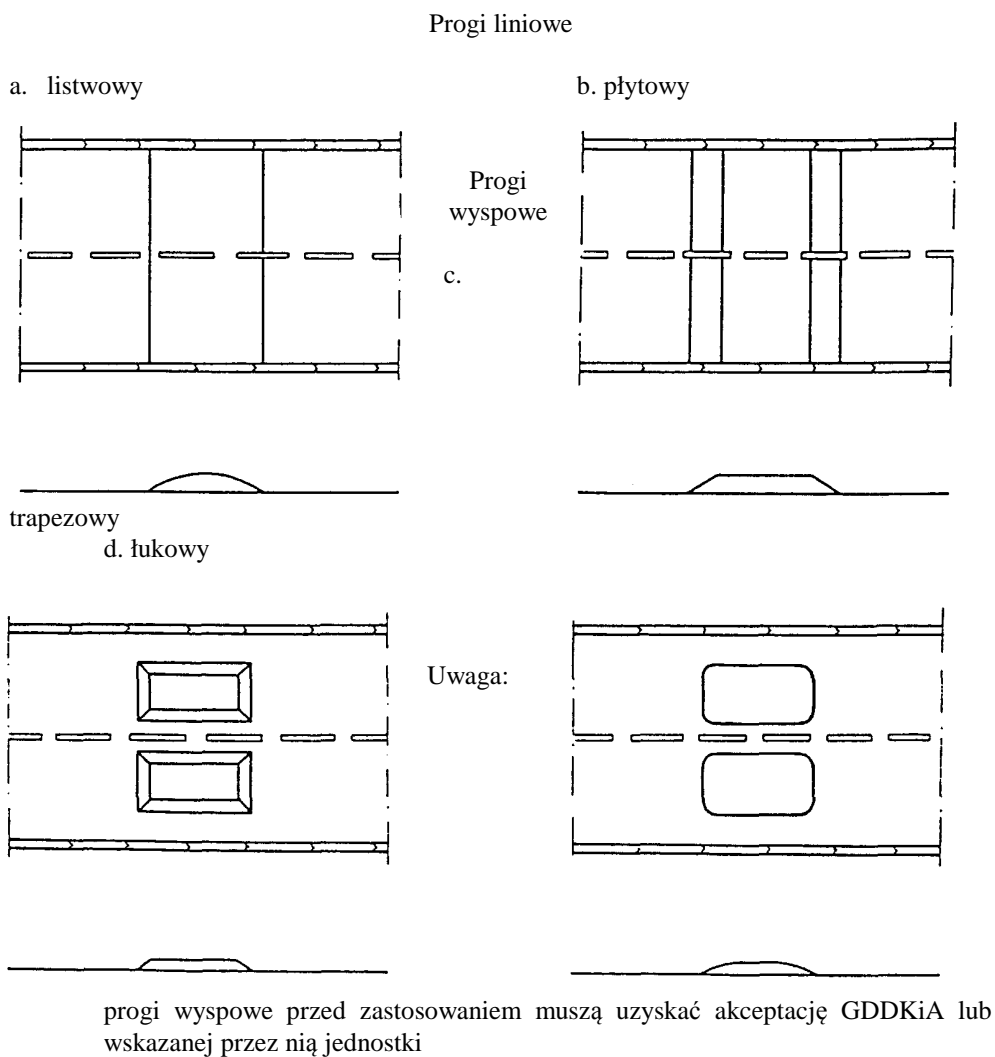 Progi liniowe
a. listwowy
b. płytowy
Progi
wyspowe
c.
trapezowy
d. łukowy
Uwaga:
progi wyspowe przed zastosowaniem muszą uzyskać akceptację GDDKiA lub
wskazanej przez nią jednostki